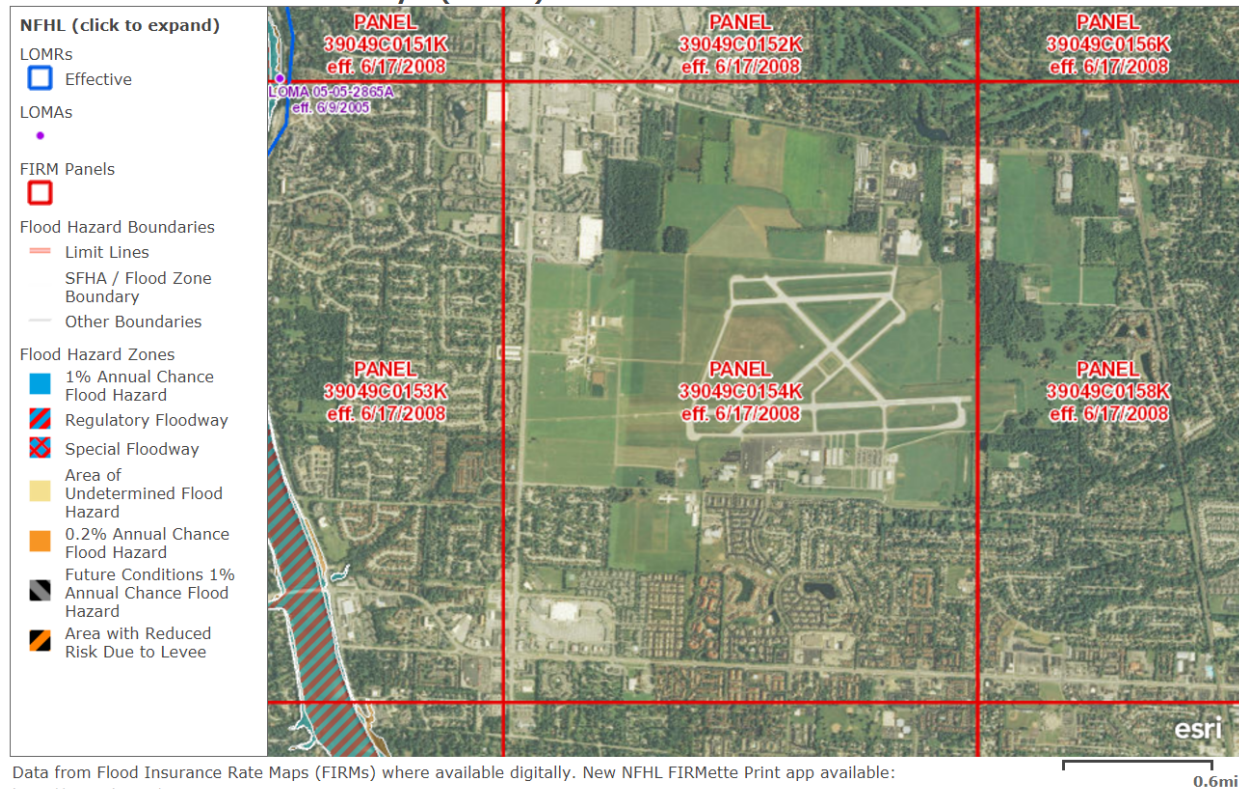 NFHL (click to expand)
LOMRs
Effective
LOMAs
FIRM Panels
Flood Hazard Boundaries
Limit Lines
SFHA / Flood Zone
Boundary
Other Boundaries
Flood Hazard Zones
1% Annual Chance
Flood Hazard
Regulatory Floodway
Special Floodway
Area of
Undetermined Flood
Hazard
0.2% Annual Chance
Flood Hazard
Future Conditions 1%
Annual Chance Flood
Hazard
Area with Reduced
Risk Due to Levee
PANEL
39049C0151K
eff. 6/17/2008
PANEL
39049C0152K
eff. 6/17/2008
PANEL
39049C0156K
eff. 6/17/2008
LOMA 05-05-2865A
eff. 6/9/2005
PANEL
39049C0153K
eff. 6/17/2008
PANEL
39049C0154K
eff. 6/17/2008
PANEL
39049C0158K
eff. 6/17/2008
esri
Data from Flood Insurance Rate Maps (FIRMs) where available digitally. New NFHL FIRMette Print app available:
0.6mi